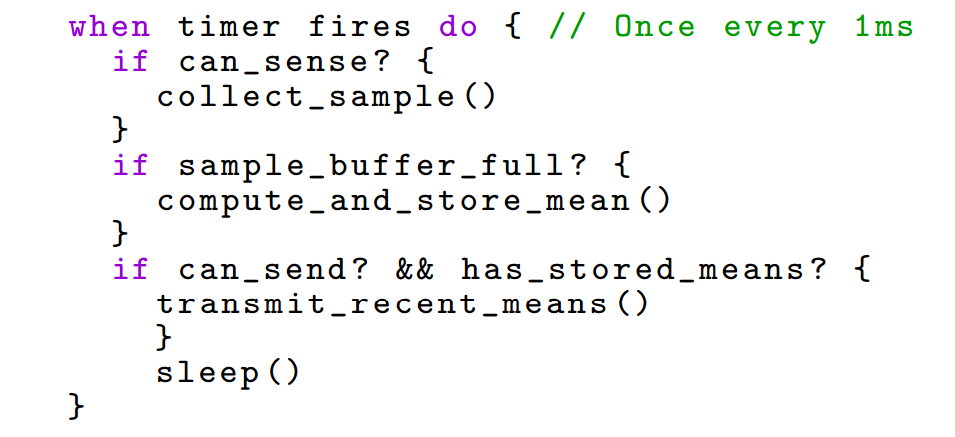 when timer fires do { // Once every 1ms
  if can_sense? {
    collect_sample()
  }
  if sample_buffer_full? {
    compute_and_store_mean()
  }
  if can_send? && has_stored_means? {
    transmit_recent_means()
    }
    sleep()
}